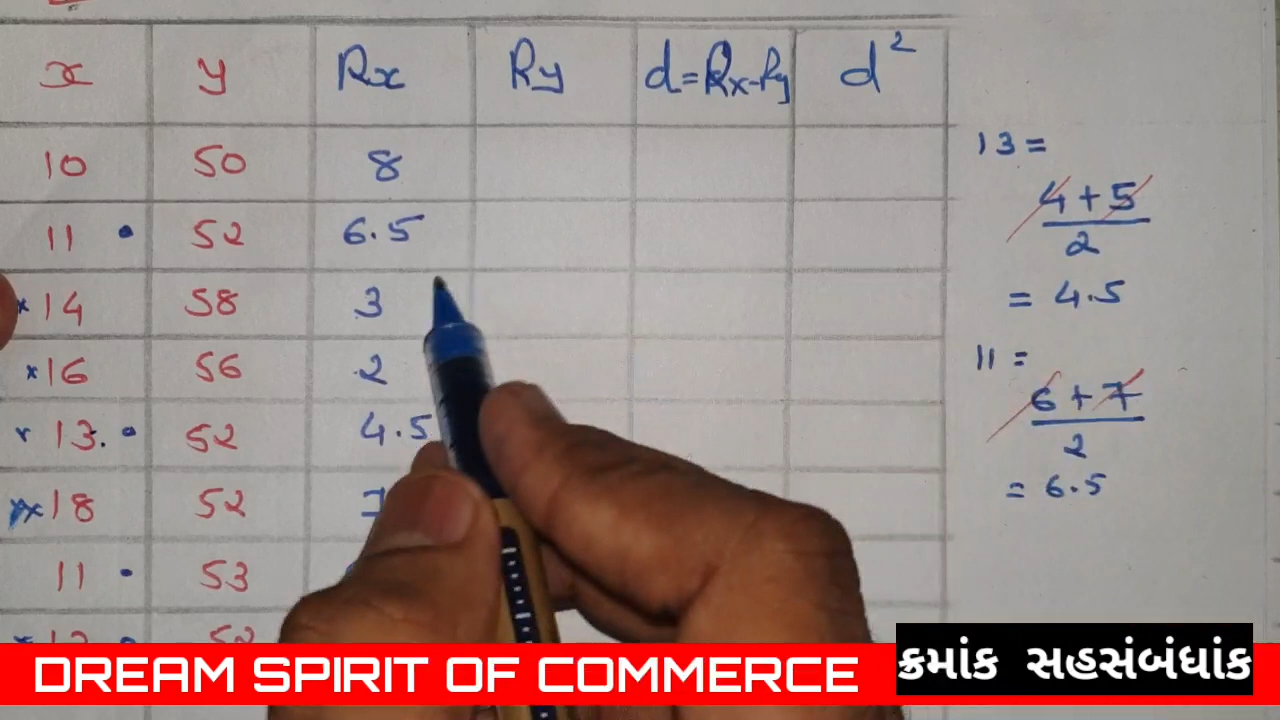 x y Rx Ry d=Rx-Ry d²
10 50 8
11 • 52 6.5
×14 58 3
×16 56 2
13. • 52 4.5
18 52
11 • 53
13 =
4+5
2
= 4.5
11 =
6+7
2
= 6.5
DREAM SPIRIT OF COMMERCE
ક્રમાંક સહસંબંધાંક